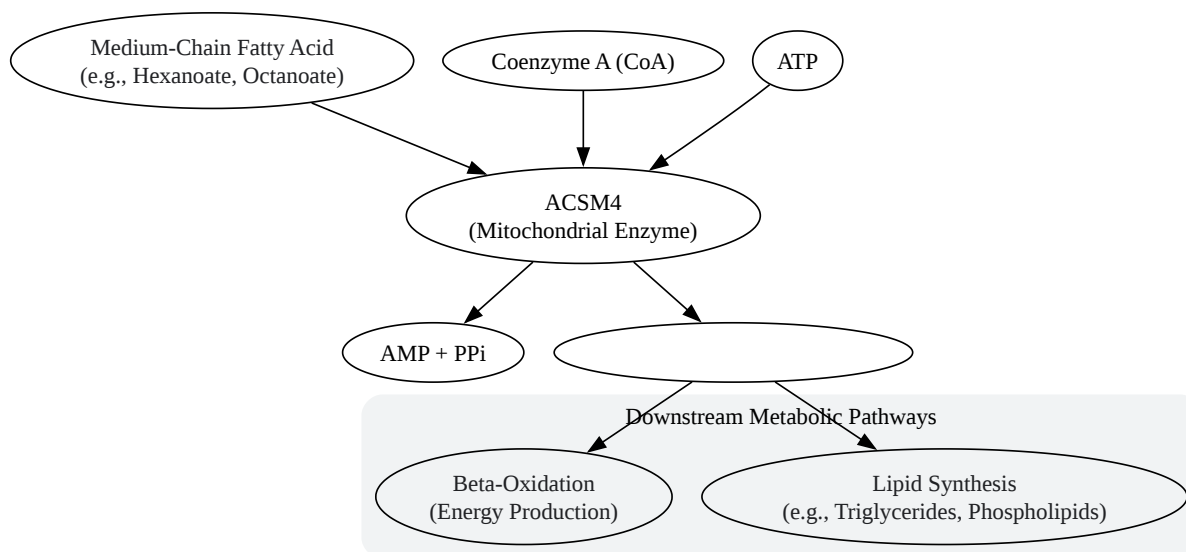 Medium-Chain Fatty Acid
(e.g., Hexanoate, Octanoate)
Coenzyme A (CoA)
ATP
ACSM4
(Mitochondrial Enzyme)
AMP + PPi
Downstream Metabolic Pathways
Beta-Oxidation
(Energy Production)
Lipid Synthesis
(e.g., Triglycerides, Phospholipids)